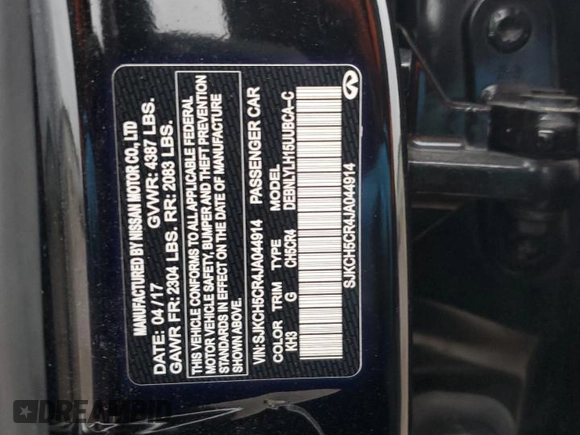 MANUFACTURED BY NISSAN MOTOR CO., LTD
DATE: 04/17 GVWR: 4387 LBS.
GAWR FR: 2304 LBS. RR: 2083 LBS.
THIS VEHICLE CONFORMS TO ALL APPLICABLE FEDERAL
MOTOR VEHICLE SAFETY, BUMPER AND THEFT PREVENTION
STANDARDS IN EFFECT ON THE DATE OF MANUFACTURE
SHOWN ABOVE.
VIN: SJKCH5CR4JA044914 PASSENGER CAR
COLOR TRIM TYPE MODEL
KH3 G CH5CR4 DEBNLYLH15UU8CA-C
SJKCH5CR4JA044914
DREAMBID